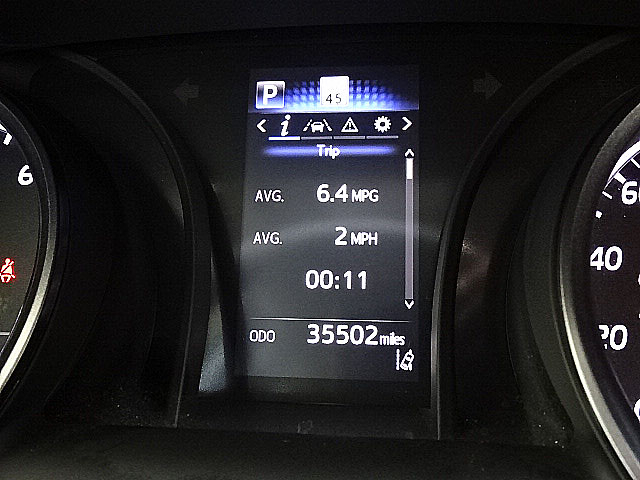 P
45
i
Trip
AVG. 6.4 MPG
AVG. 2 MPH
00:11
ODO 35502 miles
6
60
40
20